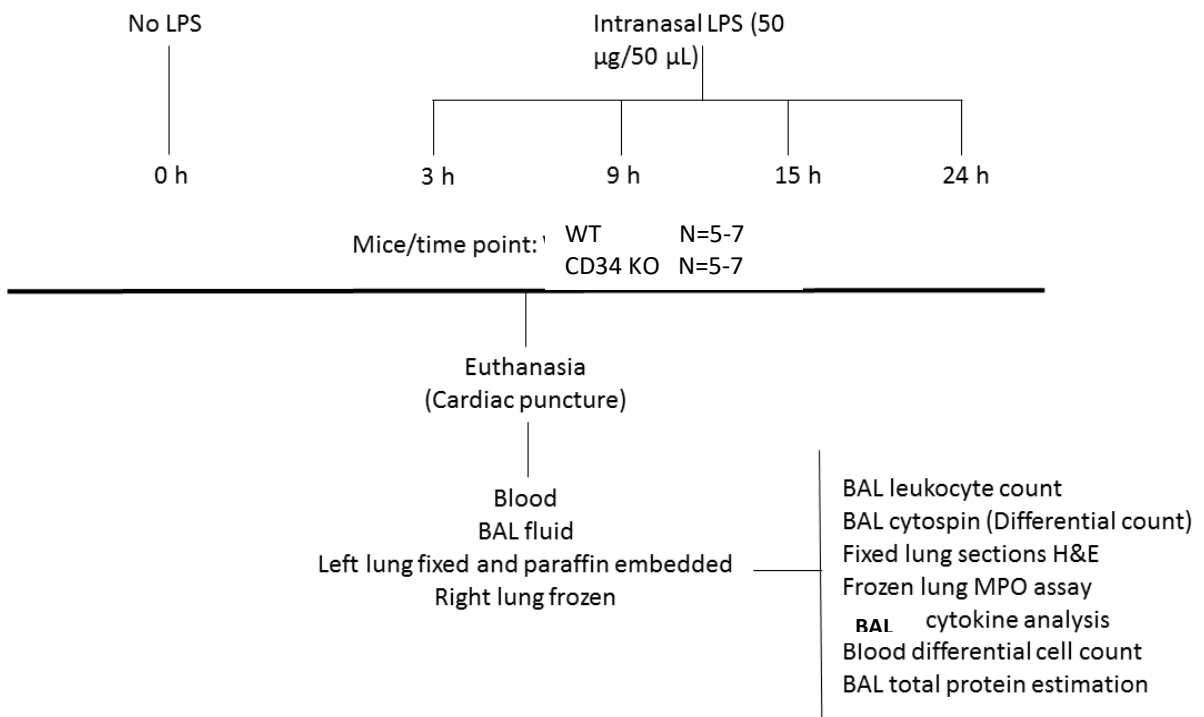 No LPS
Intranasal LPS (50
µg/50 µL)
0 h
3 h
9 h
15 h
24 h
Mice/time point:
WT N=5-7
CD34 KO N=5-7
Euthanasia
(Cardiac puncture)
Blood
BAL fluid
Left lung fixed and paraffin embedded
Right lung frozen
BAL leukocyte count
BAL cytospin (Differential count)
Fixed lung sections H&E
Frozen lung MPO assay
BAL cytokine analysis
Blood differential cell count
BAL total protein estimation